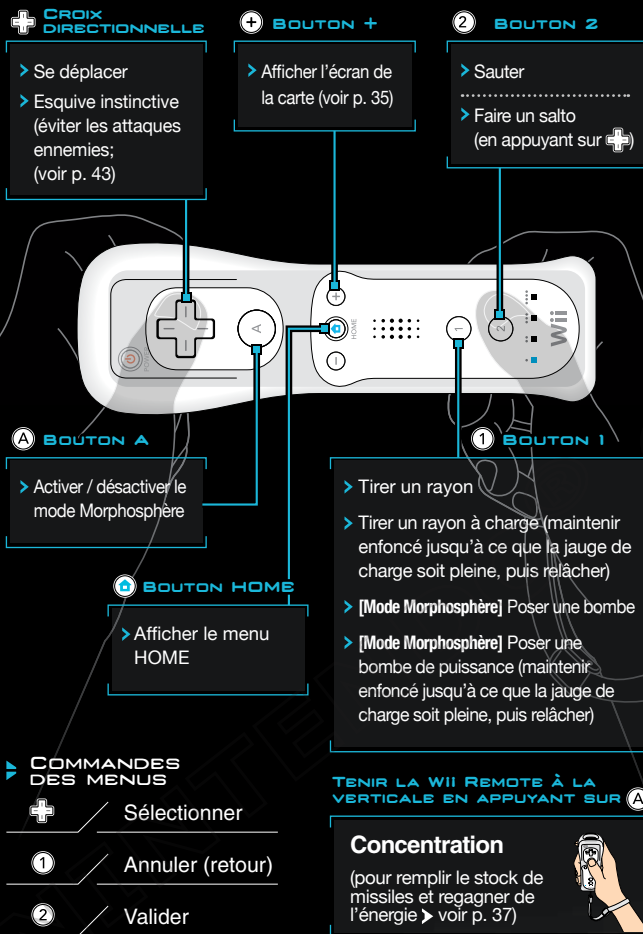 Croix
directionnelle
> Se déplacer
> Esquive instinctive
(éviter les attaques
ennemies;
(voir p. 43)
+ Bouton +
> Afficher l'écran de
la carte (voir p. 35)
2 Bouton 2
> Sauter
> Faire un salto
(en appuyant sur )
POWER
A
+
HOME
−
1
2
Wii
A Bouton A
> Activer / désactiver le
mode Morphosphère
Bouton HOME
> Afficher le menu
HOME
1 Bouton 1
> Tirer un rayon
> Tirer un rayon à charge (maintenir
enfoncé jusqu'à ce que la jauge de
charge soit pleine, puis relâcher)
> [Mode Morphosphère] Poser une bombe
> [Mode Morphosphère] Poser une
bombe de puissance (maintenir
enfoncé jusqu'à ce que la jauge de
charge soit pleine, puis relâcher)
Commandes
des menus
Sélectionner
1 Annuler (retour)
2 Valider
Tenir la Wii Remote à la
verticale en appuyant sur A
Concentration
(pour remplir le stock de
missiles et regagner de
l'énergie > voir p. 37)